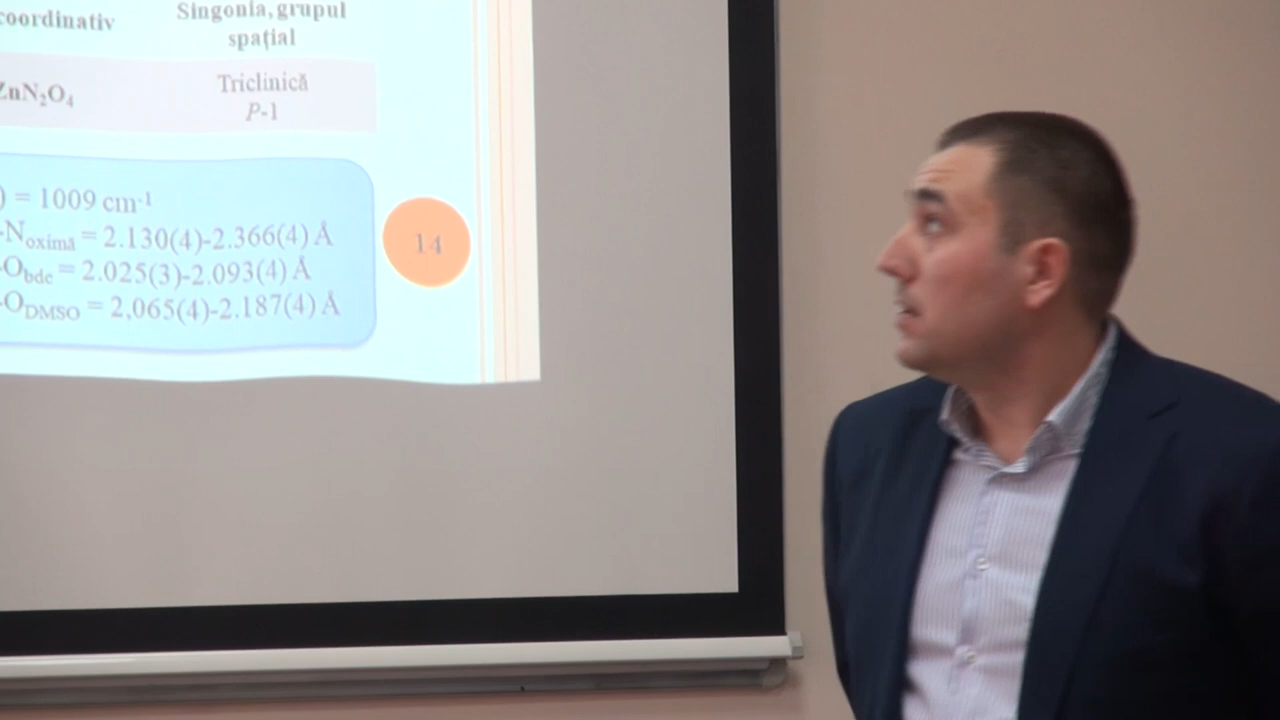 coordinativ
Singonia, grupul
spațial
ZnN₂O₄
Triclinică
P-1
) = 1009 cm⁻¹
-Noximă = 2.130(4)-2.366(4) Å
-Obdc = 2.025(3)-2.093(4) Å
-ODMSO = 2,065(4)-2.187(4) Å
14